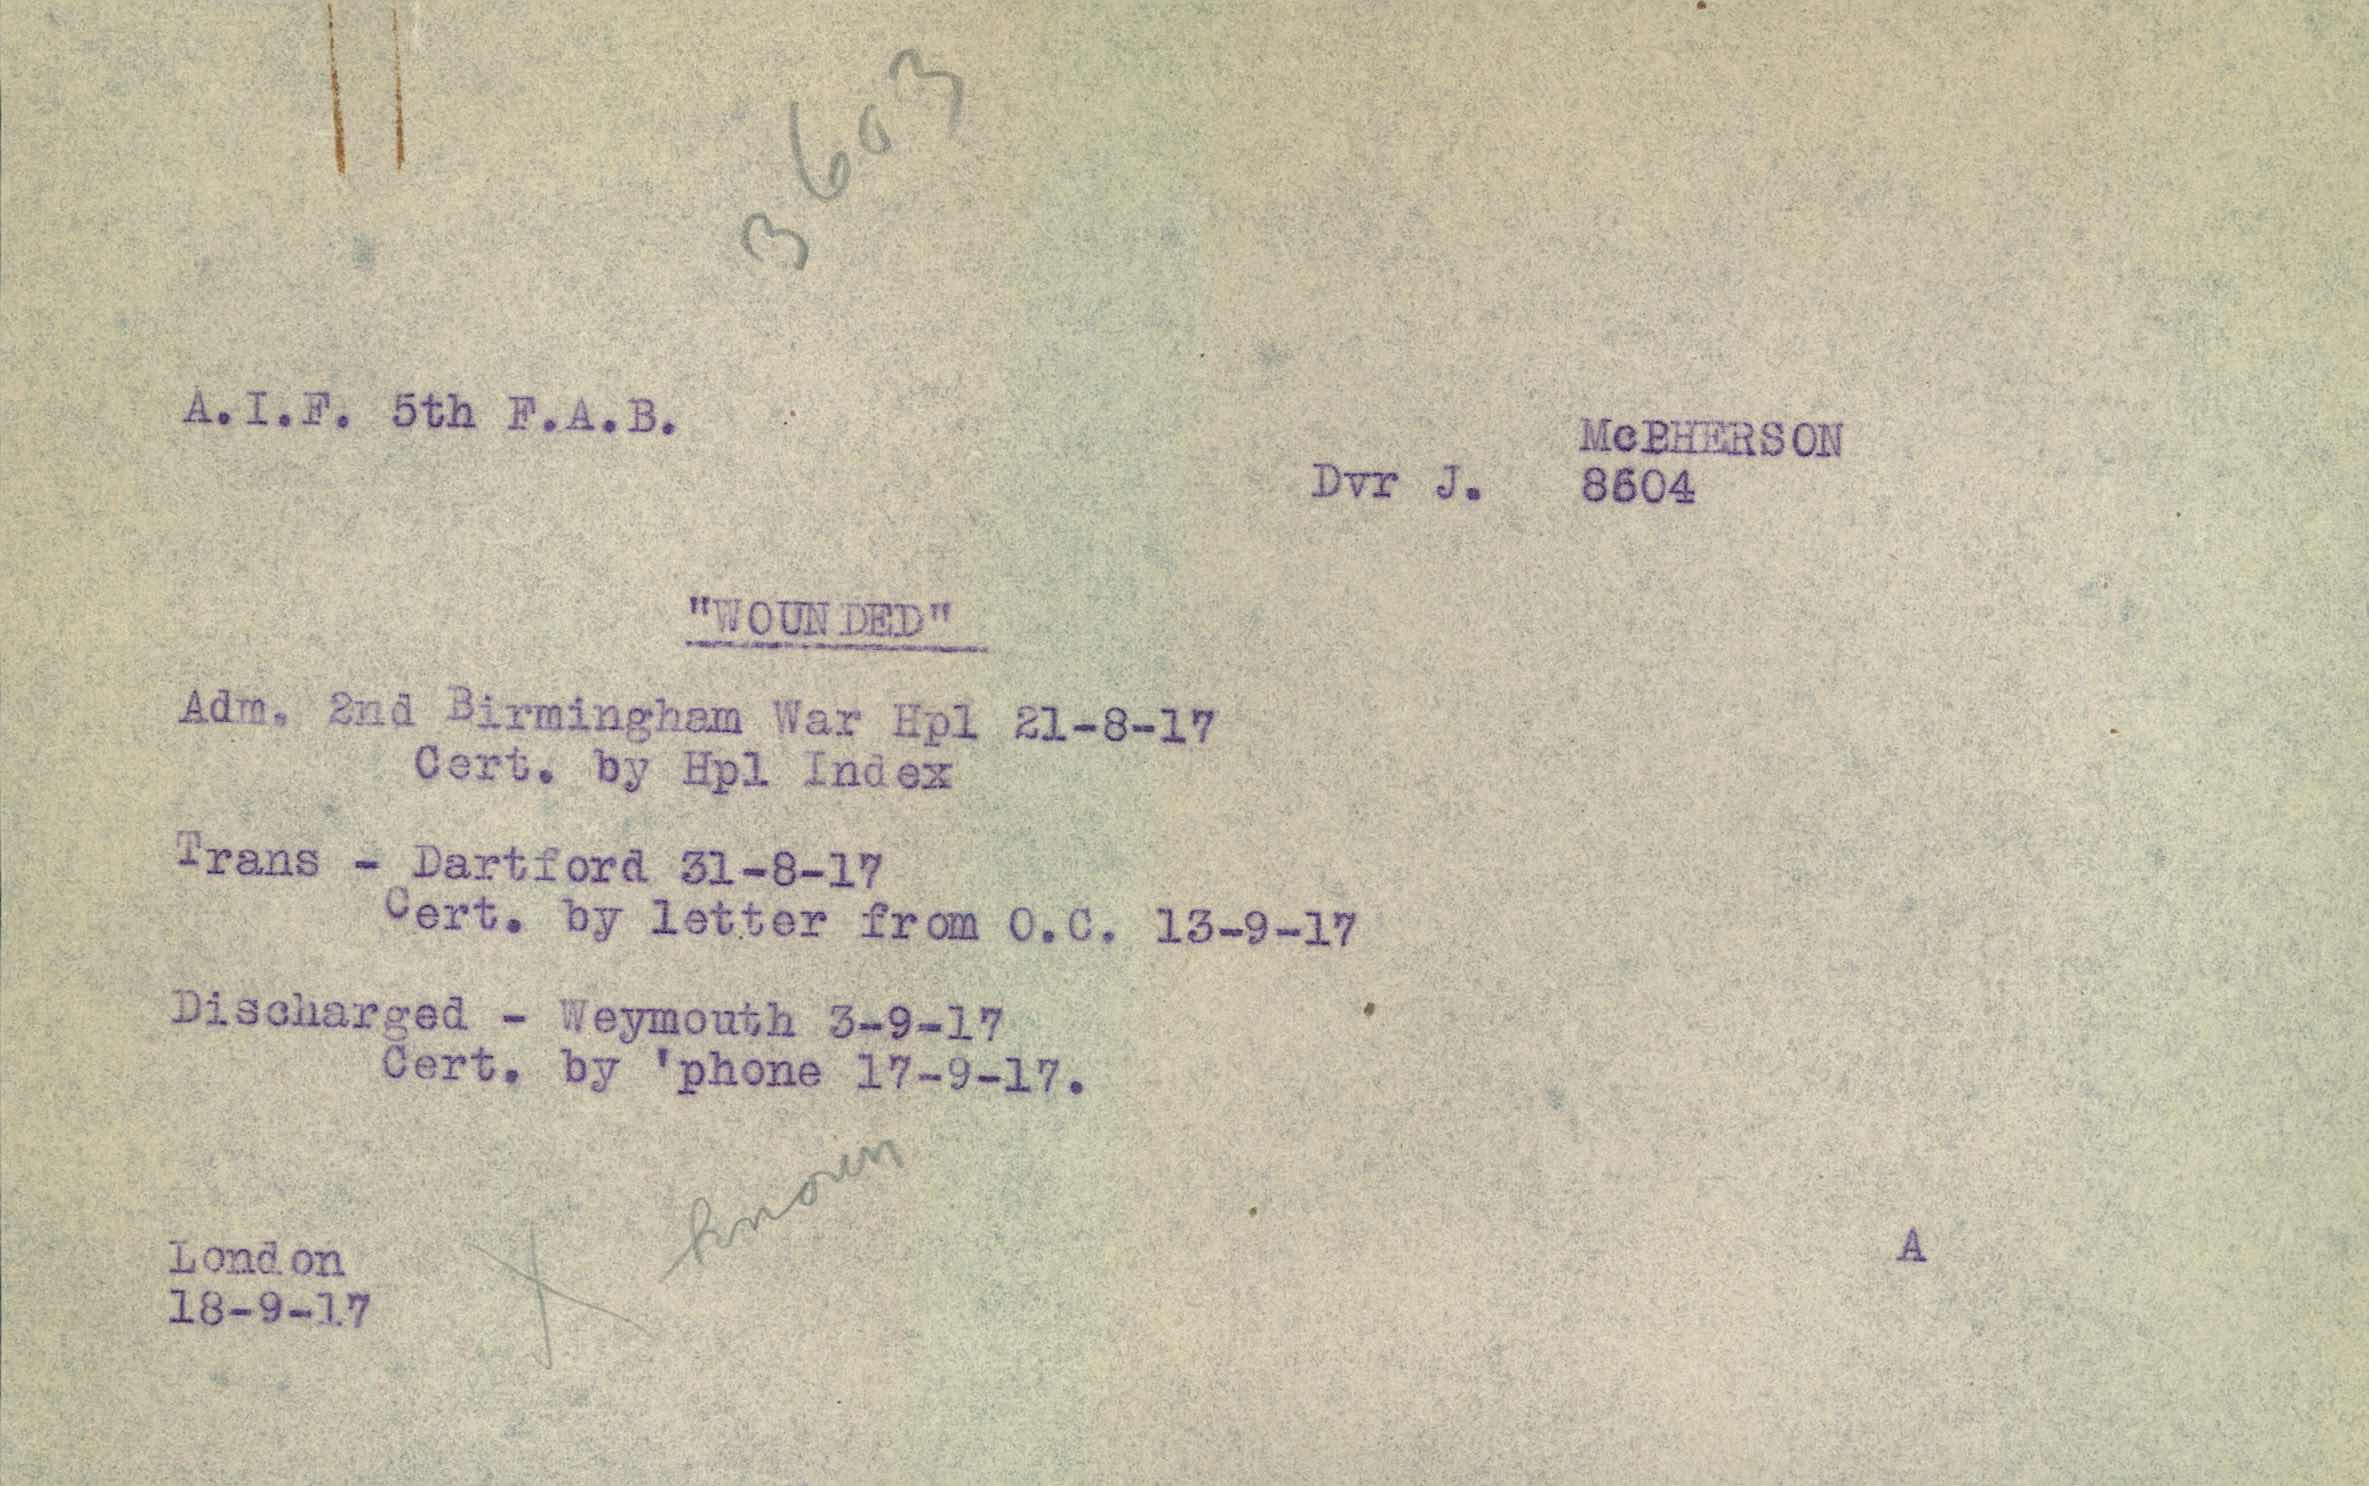 3603
A.I.F. 5th F.A.B.
McPHERSON
Dvr J. 8604
"WOUNDED"
Adm. 2nd Birmingham War Hpl 21-8-17
Cert. by Hpl Index
Trans - Dartford 31-8-17
Cert. by letter from O.C. 13-9-17
Discharged - Weymouth 3-9-17
Cert. by 'phone 17-9-17.
X known
London
18-9-17
A